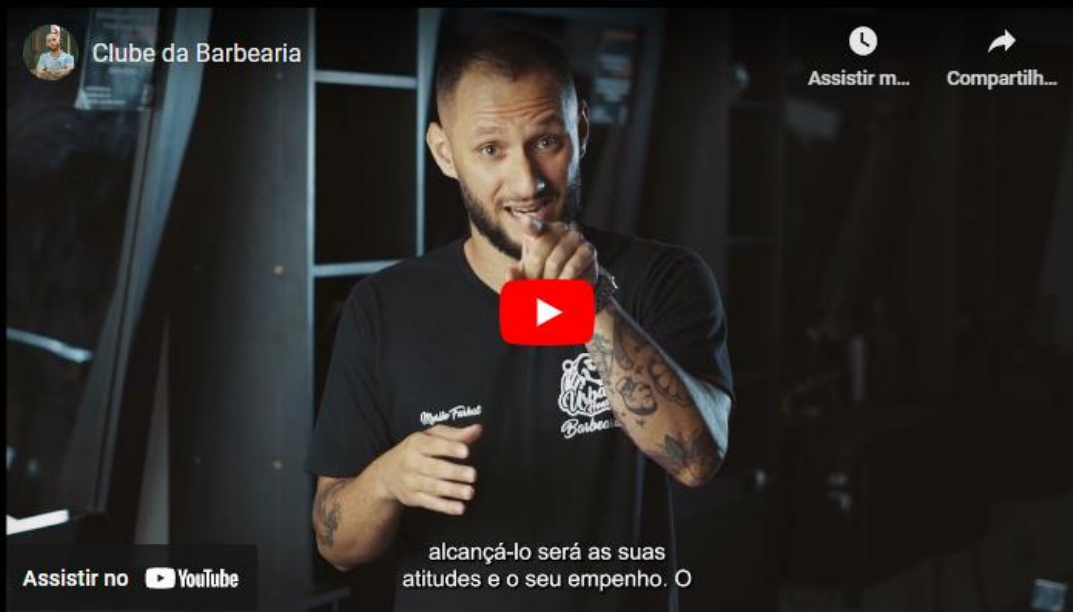 Clube da Barbearia
Assistir m...
Compartilh...
Barbearia
alcançá-lo será as suas
atitudes e o seu empenho. O
Assistir no YouTube